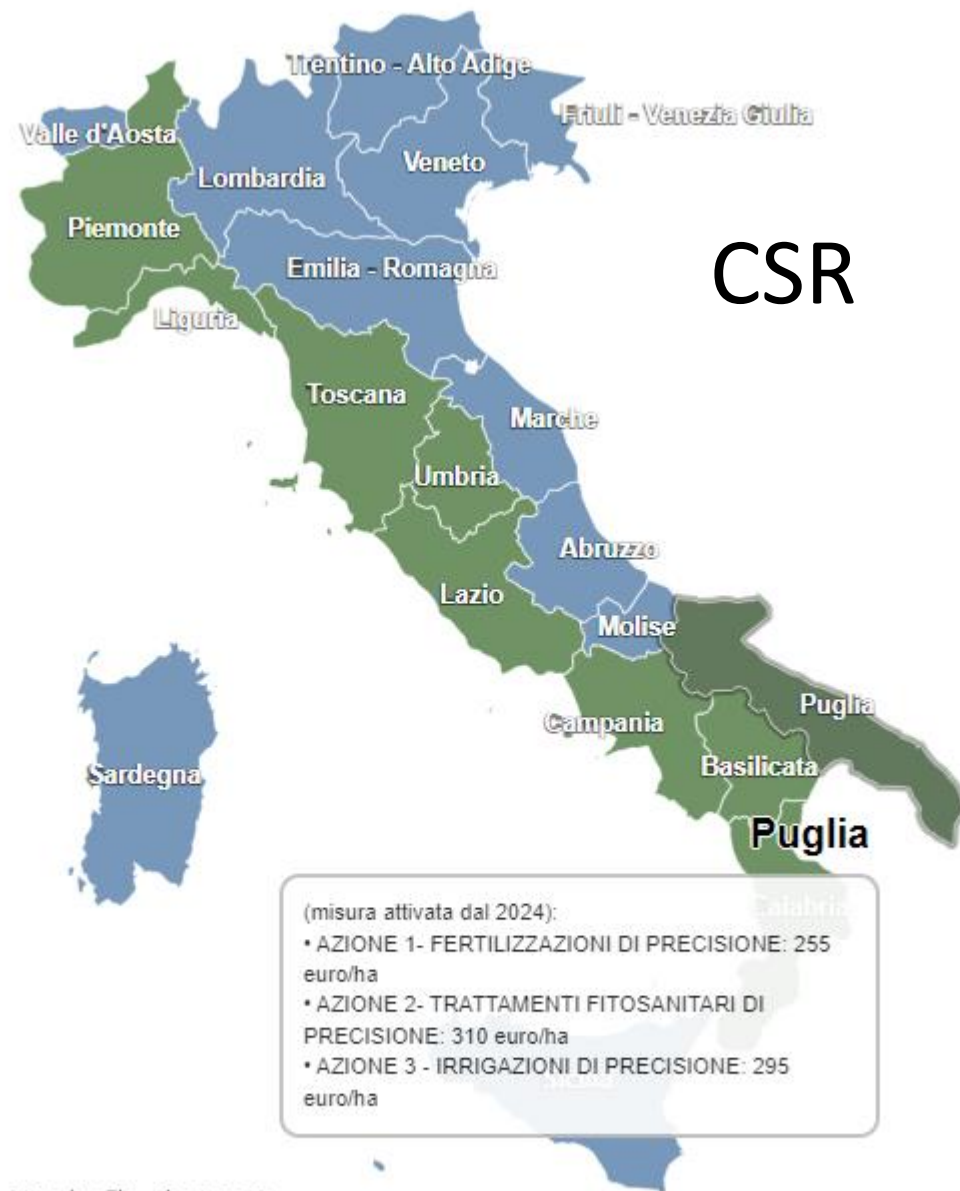 Trentino - Alto Adige
Friuli - Venezia Giulia
Valle d'Aosta
Veneto
Lombardia
Piemonte
Emilia - Romagna
CSR
Liguria
Toscana
Marche
Umbria
Abruzzo
Lazio
Molise
Puglia
Campania
Basilicata
Sardegna
Puglia
Calabria
(misura attivata dal 2024):
• AZIONE 1- FERTILIZZAZIONI DI PRECISIONE: 255
euro/ha
• AZIONE 2- TRATTAMENTI FITOSANITARI DI
PRECISIONE: 310 euro/ha
• AZIONE 3 - IRRIGAZIONI DI PRECISIONE: 295
euro/ha
Sicilia